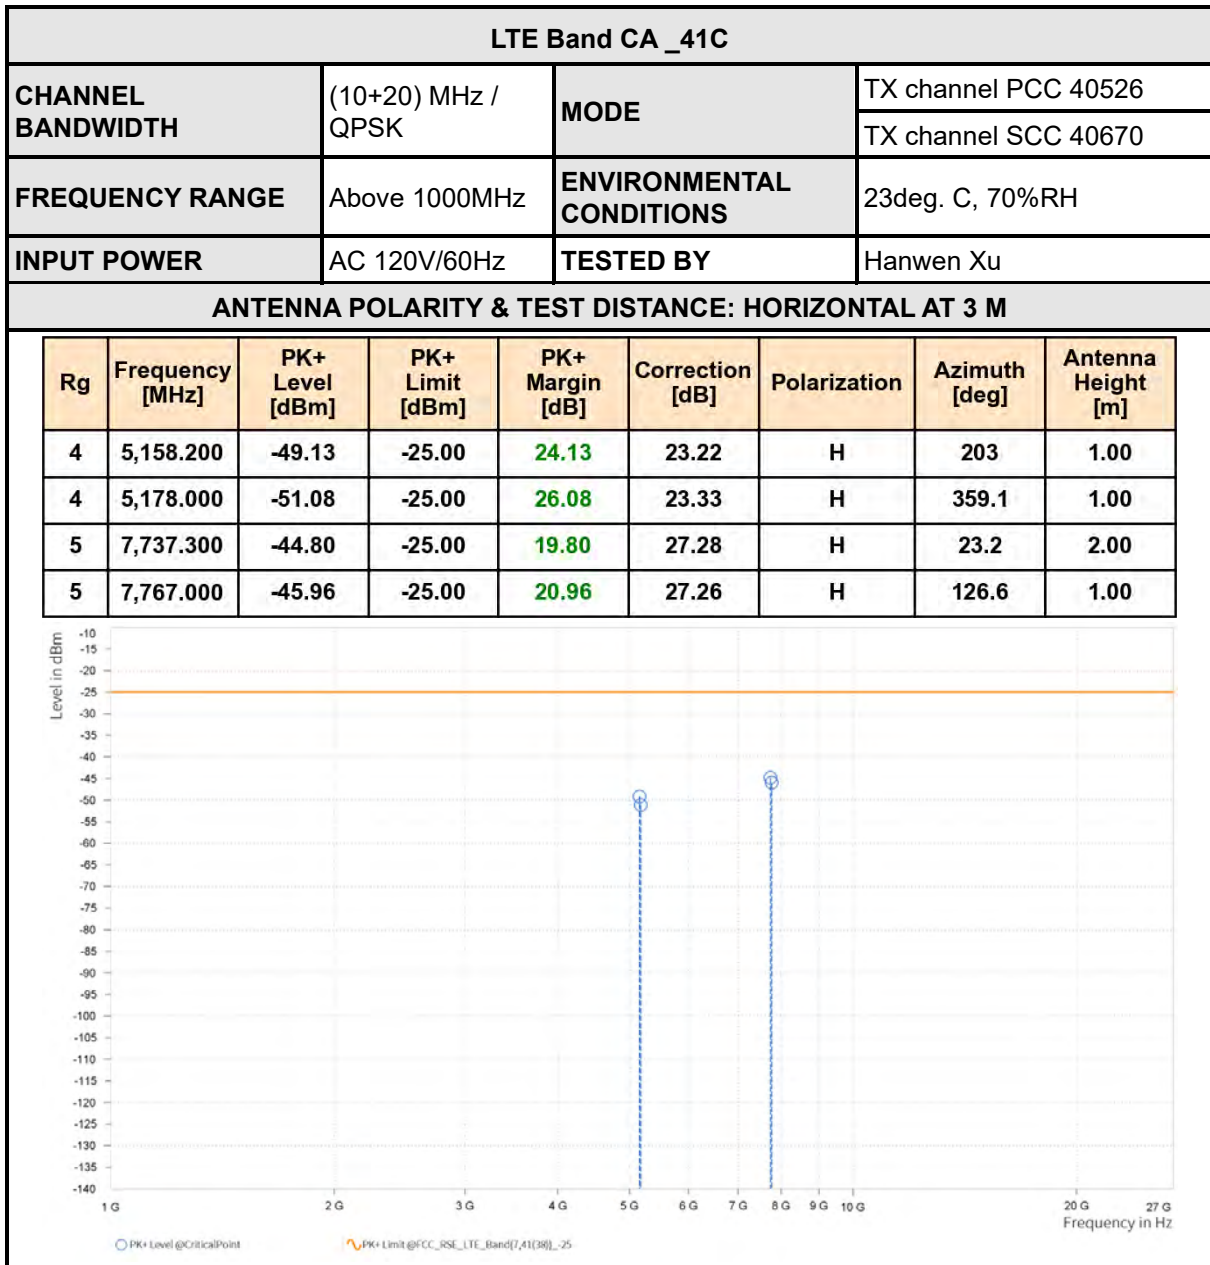 LTE Band CA _41C
CHANNEL BANDWIDTH (10+20) MHz / QPSK MODE TX channel PCC 40526
TX channel SCC 40670
FREQUENCY RANGE Above 1000MHz ENVIRONMENTAL CONDITIONS 23deg. C, 70%RH
INPUT POWER AC 120V/60Hz TESTED BY Hanwen Xu
ANTENNA POLARITY & TEST DISTANCE: HORIZONTAL AT 3 M
Rg Frequency [MHz] PK+ Level [dBm] PK+ Limit [dBm] PK+ Margin [dB] Correction [dB] Polarization Azimuth [deg] Antenna Height [m]
4 5,158.200 -49.13 -25.00 24.13 23.22 H 203 1.00
4 5,178.000 -51.08 -25.00 26.08 23.33 H 359.1 1.00
5 7,737.300 -44.80 -25.00 19.80 27.28 H 23.2 2.00
5 7,767.000 -45.96 -25.00 20.96 27.26 H 126.6 1.00
Level in dBm
-10
-15
-20
-25
-30
-35
-40
-45
-50
-55
-60
-65
-70
-75
-80
-85
-90
-95
-100
-105
-110
-115
-120
-125
-130
-135
-140
1 G 2 G 3 G 4 G 5 G 6 G 7 G 8 G 9 G 10 G 20 G 27 G
Frequency in Hz
PK+ Level @CriticalPoint PK+ Limit @FCC_RSE_LTE_Band(7,41(38))_-25